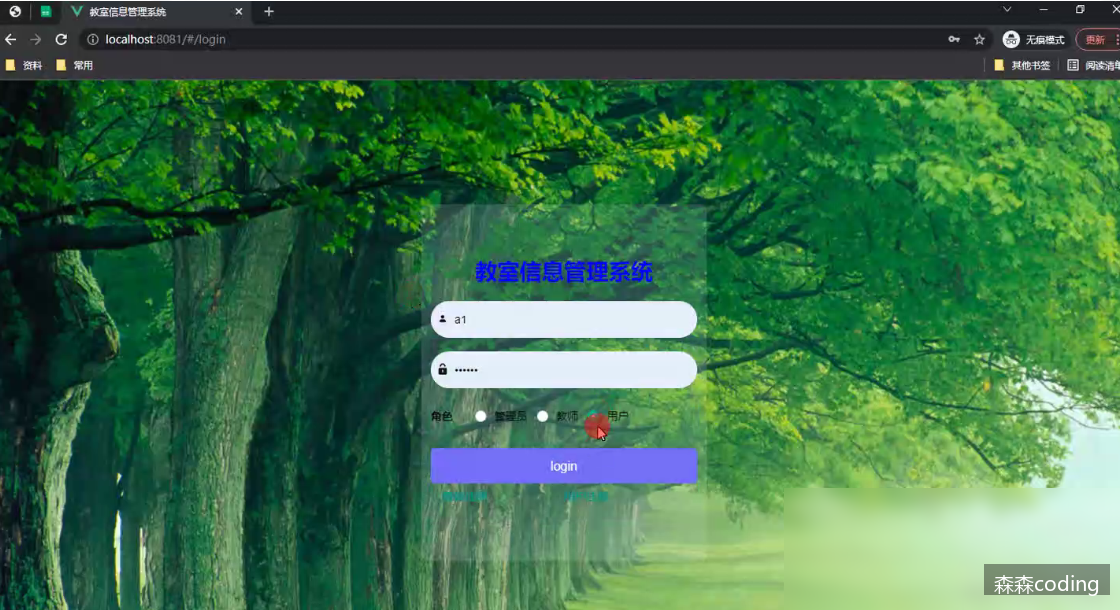 教室信息管理系统
localhost:8081/#/login
无痕模式
更新
资料
常用
其他书签
阅读清单
教室信息管理系统
a1
••••••
角色 管理员 教师 用户
login
森森coding